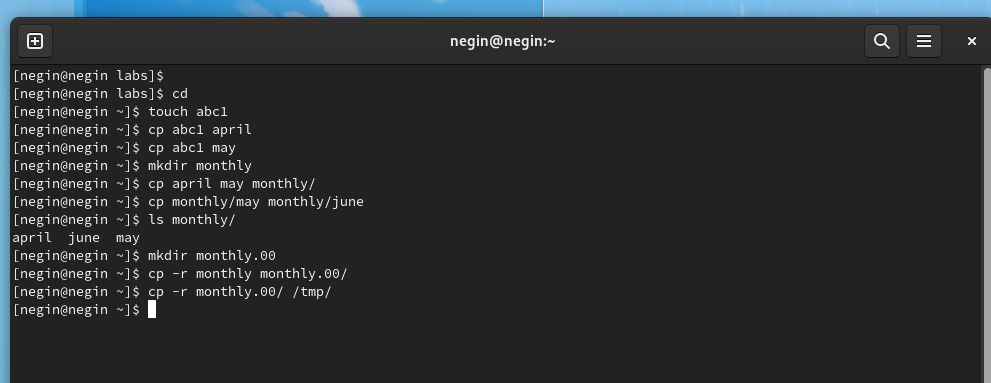 negin@negin:~
[negin@negin labs]$
[negin@negin labs]$ cd
[negin@negin ~]$ touch abc1
[negin@negin ~]$ cp abc1 april
[negin@negin ~]$ cp abc1 may
[negin@negin ~]$ mkdir monthly
[negin@negin ~]$ cp april may monthly/
[negin@negin ~]$ cp monthly/may monthly/june
[negin@negin ~]$ ls monthly/
april  june  may
[negin@negin ~]$ mkdir monthly.00
[negin@negin ~]$ cp -r monthly monthly.00/
[negin@negin ~]$ cp -r monthly.00/ /tmp/
[negin@negin ~]$